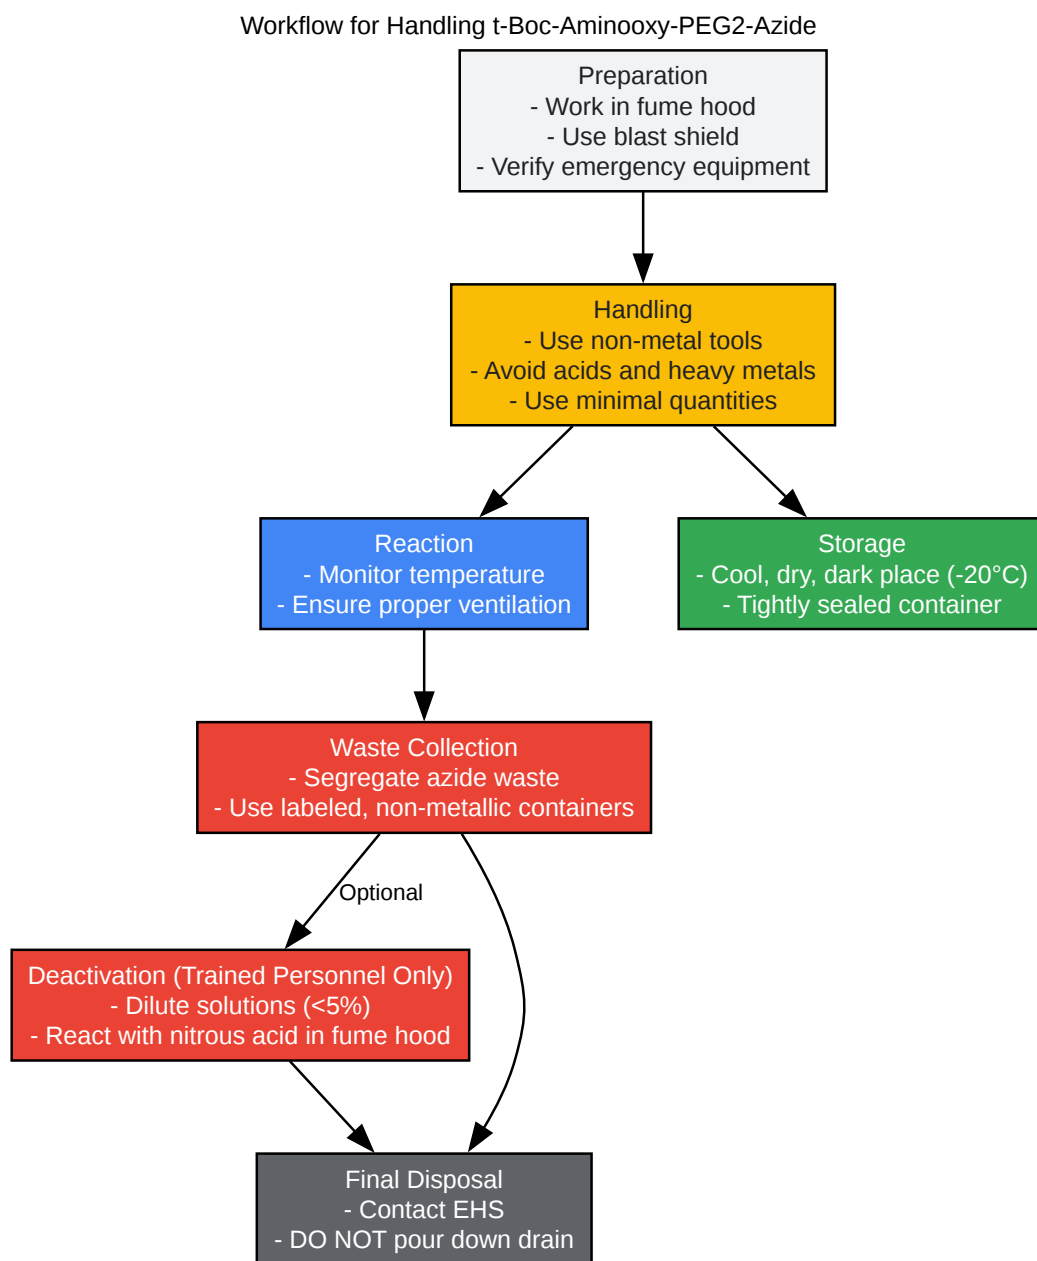 Workflow for Handling t-Boc-Aminooxy-PEG2-Azide
Preparation
- Work in fume hood
- Use blast shield
- Verify emergency equipment
Handling
- Use non-metal tools
- Avoid acids and heavy metals
- Use minimal quantities
Reaction
- Monitor temperature
- Ensure proper ventilation
Storage
- Cool, dry, dark place (-20°C)
- Tightly sealed container
Waste Collection
- Segregate azide waste
- Use labeled, non-metallic containers
Optional
Deactivation (Trained Personnel Only)
- Dilute solutions (<5%)
- React with nitrous acid in fume hood
Final Disposal
- Contact EHS
- DO NOT pour down drain